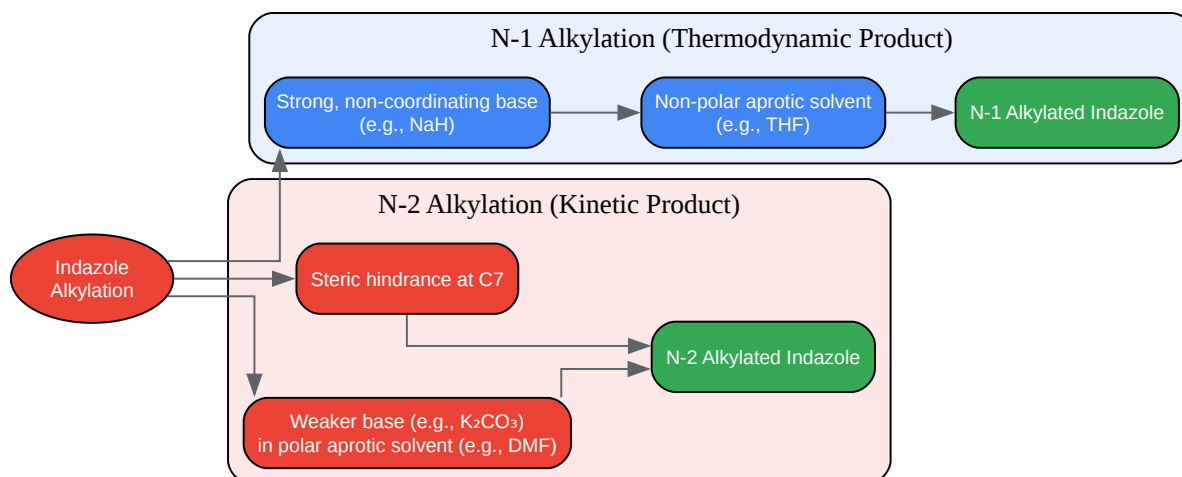 N-1 Alkylation (Thermodynamic Product)
Strong, non-coordinating base
(e.g., NaH)
Non-polar aprotic solvent
(e.g., THF)
N-1 Alkylated Indazole
N-2 Alkylation (Kinetic Product)
Indazole
Alkylation
Steric hindrance at C7
N-2 Alkylated Indazole
Weaker base (e.g., K₂CO₃)
in polar aprotic solvent (e.g., DMF)